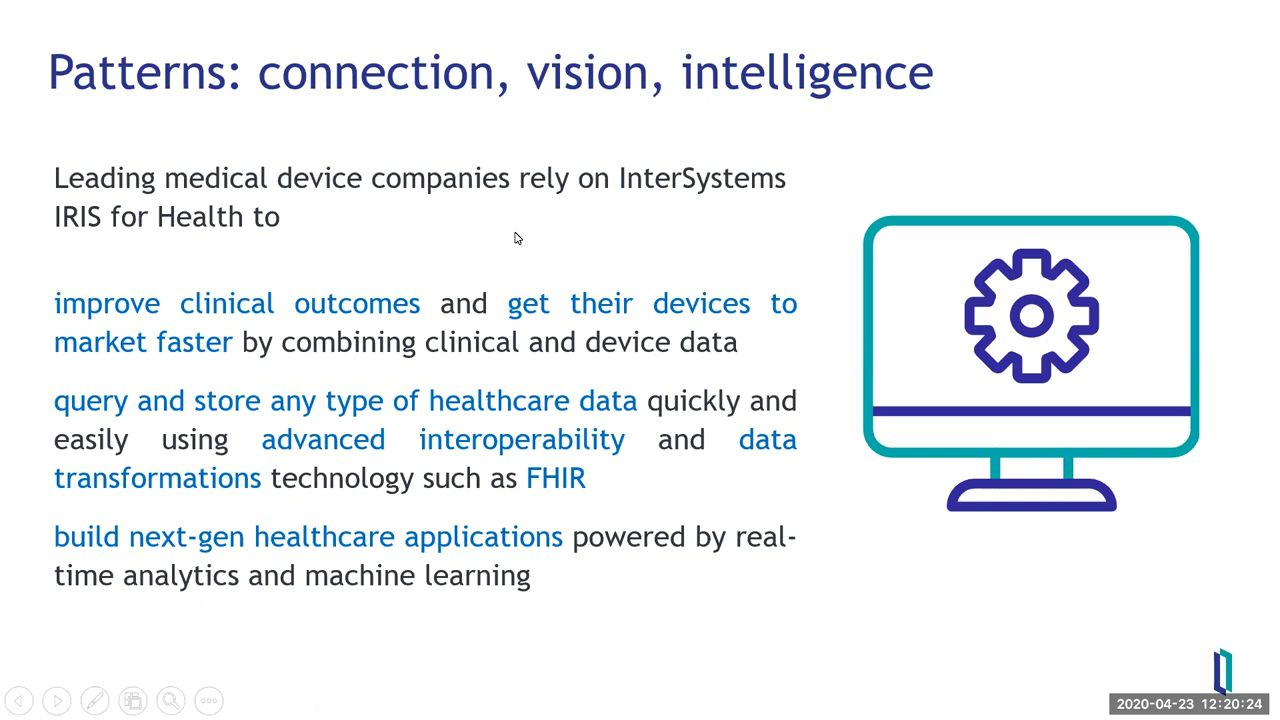 Patterns: connection, vision, intelligence
Leading medical device companies rely on InterSystems
IRIS for Health to
improve clinical outcomes and get their devices to
market faster by combining clinical and device data
query and store any type of healthcare data quickly and
easily using advanced interoperability and data
transformations technology such as FHIR
build next-gen healthcare applications powered by real-
time analytics and machine learning
2020-04-23 12:20:24